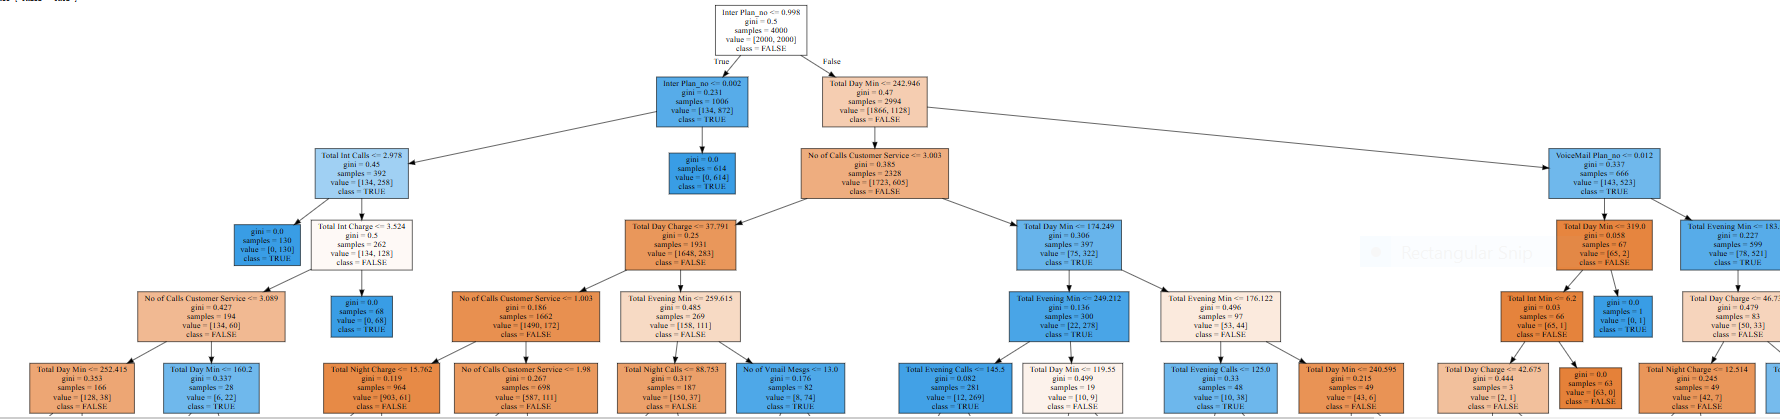 Inter Plan_no <= 0.998
gini = 0.5
samples = 4000
value = [2000, 2000]
class = FALSE
True
False
Inter Plan_no <= 0.002
gini = 0.231
samples = 1006
value = [134, 872]
class = TRUE
Total Day Min <= 242.946
gini = 0.47
samples = 2994
value = [1866, 1128]
class = FALSE
Total Int Calls <= 2.978
gini = 0.45
samples = 392
value = [134, 258]
class = TRUE
gini = 0.0
samples = 614
value = [0, 614]
class = TRUE
No of Calls Customer Service <= 3.003
gini = 0.385
samples = 2328
value = [1723, 605]
class = FALSE
VoiceMail Plan_no <= 0.012
gini = 0.337
samples = 666
value = [143, 523]
class = TRUE
gini = 0.0
samples = 130
value = [0, 130]
class = TRUE
Total Int Charge <= 3.524
gini = 0.5
samples = 262
value = [134, 128]
class = FALSE
Total Day Charge <= 37.791
gini = 0.25
samples = 1931
value = [1648, 283]
class = FALSE
Total Day Min <= 174.249
gini = 0.306
samples = 397
value = [75, 322]
class = TRUE
Total Day Min <= 319.0
gini = 0.058
samples = 67
value = [65, 2]
class = FALSE
Total Evening Min <= 183.
gini = 0.227
samples = 599
value = [78, 521]
class = TRUE
Rectangular Snip
No of Calls Customer Service <= 3.089
gini = 0.427
samples = 194
value = [134, 60]
class = FALSE
gini = 0.0
samples = 68
value = [0, 68]
class = TRUE
No of Calls Customer Service <= 1.003
gini = 0.186
samples = 1662
value = [1490, 172]
class = FALSE
Total Evening Min <= 259.615
gini = 0.485
samples = 269
value = [158, 111]
class = FALSE
Total Evening Min <= 249.212
gini = 0.136
samples = 300
value = [22, 278]
class = TRUE
Total Evening Min <= 176.122
gini = 0.496
samples = 97
value = [53, 44]
class = FALSE
Total Int Min <= 6.2
gini = 0.03
samples = 66
value = [65, 1]
class = FALSE
gini = 0.0
samples = 1
value = [0, 1]
class = TRUE
Total Day Charge <= 46.7
gini = 0.479
samples = 83
value = [50, 33]
class = FALSE
Total Day Min <= 252.415
gini = 0.353
samples = 166
value = [128, 38]
class = FALSE
Total Day Min <= 160.2
gini = 0.337
samples = 28
value = [6, 22]
class = TRUE
Total Night Charge <= 15.762
gini = 0.119
samples = 964
value = [903, 61]
class = FALSE
No of Calls Customer Service <= 1.98
gini = 0.267
samples = 698
value = [587, 111]
class = FALSE
Total Night Calls <= 88.753
gini = 0.317
samples = 187
value = [150, 37]
class = FALSE
No of Vmail Mesgs <= 13.0
gini = 0.176
samples = 82
value = [8, 74]
class = TRUE
Total Evening Calls <= 145.5
gini = 0.082
samples = 281
value = [12, 269]
class = TRUE
Total Day Min <= 119.55
gini = 0.499
samples = 19
value = [10, 9]
class = FALSE
Total Evening Calls <= 125.0
gini = 0.33
samples = 48
value = [10, 38]
class = TRUE
Total Day Min <= 240.595
gini = 0.215
samples = 49
value = [43, 6]
class = FALSE
Total Day Charge <= 42.675
gini = 0.444
samples = 3
value = [2, 1]
class = FALSE
gini = 0.0
samples = 63
value = [63, 0]
class = FALSE
Total Night Charge <= 12.514
gini = 0.245
samples = 49
value = [42, 7]
class = FALSE